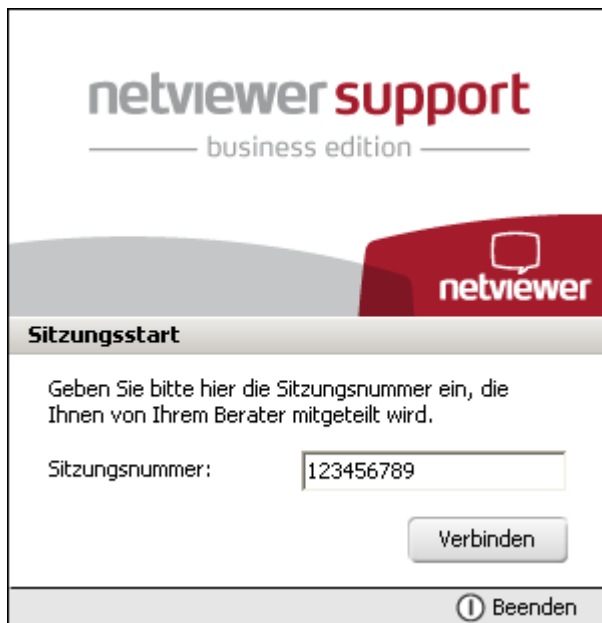 netviewer support
business edition
netviewer
Sitzungsstart
Geben Sie bitte hier die Sitzungsnummer ein, die
Ihnen von Ihrem Berater mitgeteilt wird.
Sitzungsnummer: 123456789
Verbinden
Beenden